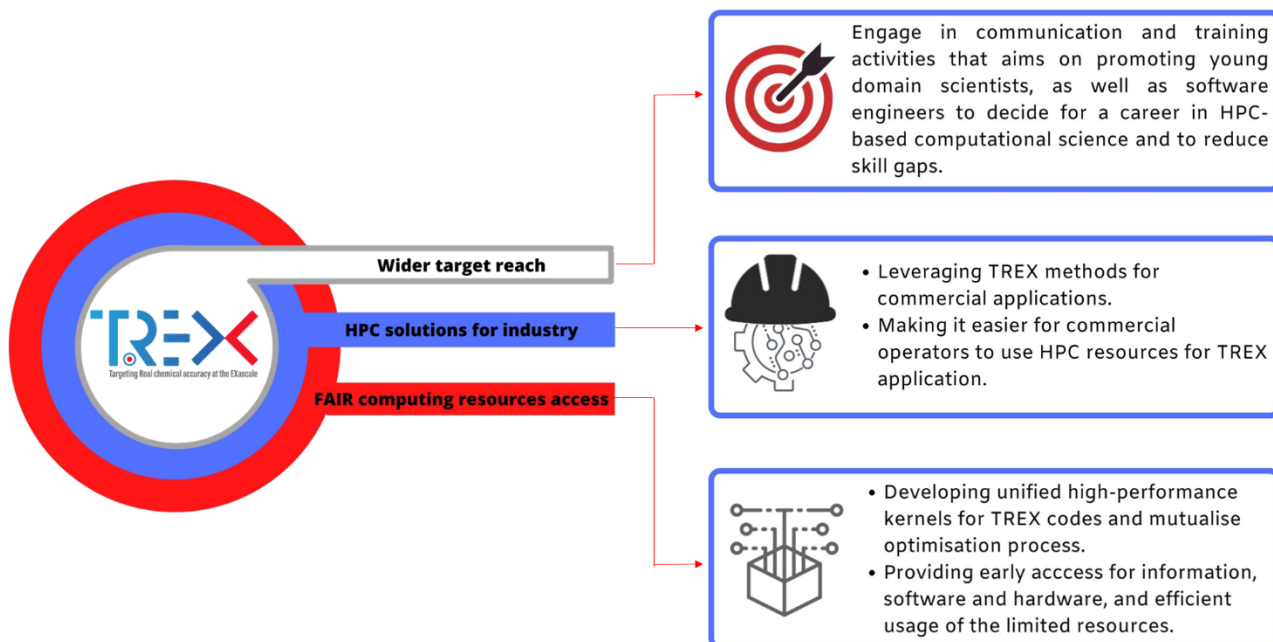 Engage in communication and training
activities that aims on promoting young
domain scientists, as well as software
engineers to decide for a career in HPC-
based computational science and to reduce
skill gaps.
Wider target reach
HPC solutions for industry
FAIR computing resources access
TREX
Targeting Real chemical accuracy at the EXascale
• Leveraging TREX methods for
commercial applications.
• Making it easier for commercial
operators to use HPC resources for TREX
application.
• Developing unified high-performance
kernels for TREX codes and mutualise
optimisation process.
• Providing early acccess for information,
software and hardware, and efficient
usage of the limited resources.